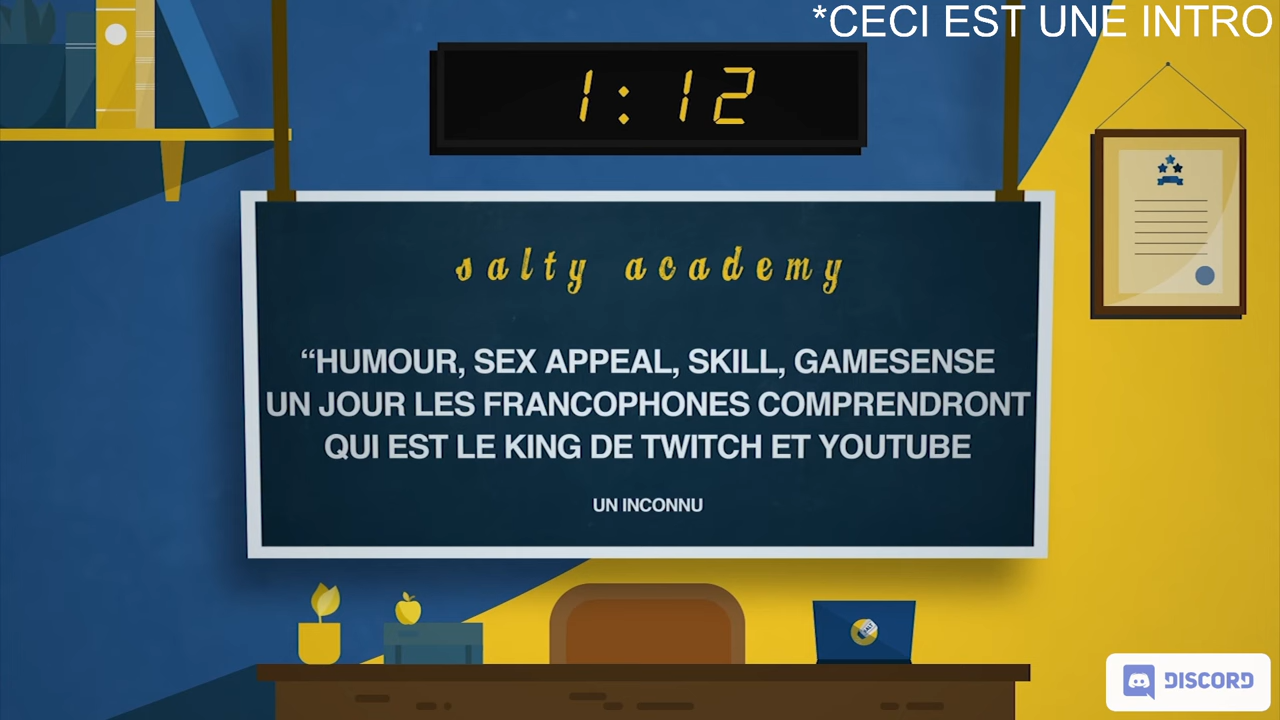 *CECI EST UNE INTRO
1:12
salty academy
“HUMOUR, SEX APPEAL, SKILL, GAMESENSE
UN JOUR LES FRANCOPHONES COMPRENDRONT
QUI EST LE KING DE TWITCH ET YOUTUBE
UN INCONNU
DISCORD